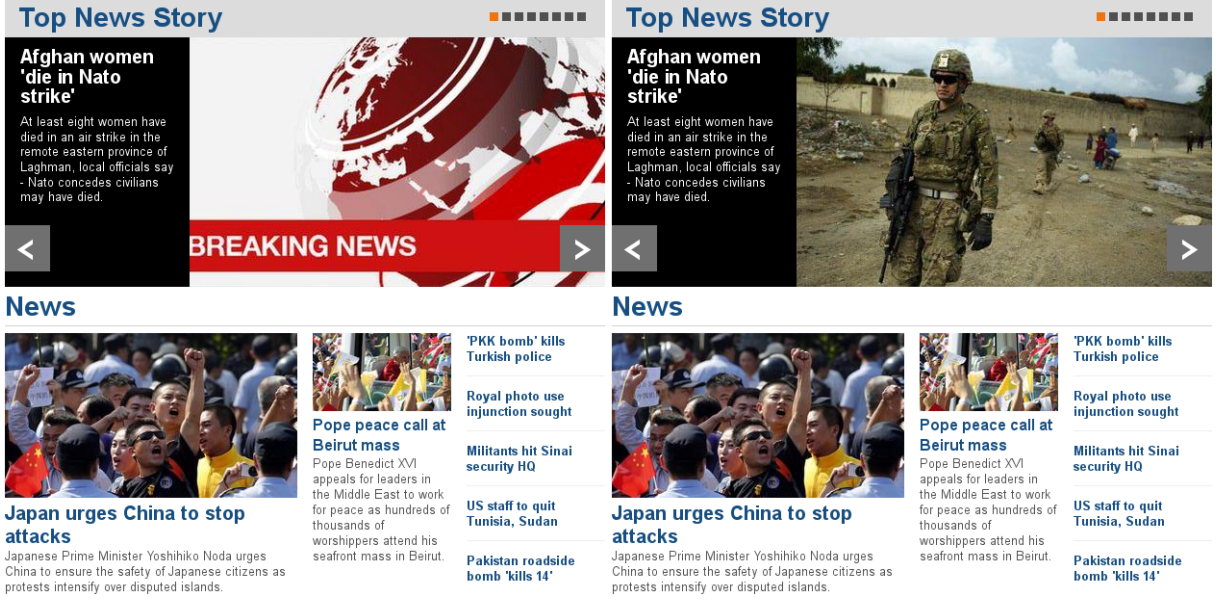 Top News Story
Afghan women
'die in Nato
strike'
At least eight women have
died in an air strike in the
remote eastern province of
Laghman, local officials say
- Nato concedes civilians
may have died.
<
BREAKING NEWS
>
News
Japan urges China to stop
attacks
Japanese Prime Minister Yoshihiko Noda urges
China to ensure the safety of Japanese citizens as
protests intensify over disputed islands.
Pope peace call at
Beirut mass
Pope Benedict XVI
appeals for leaders in
the Middle East to work
for peace as hundreds of
thousands of
worshippers attend his
seafront mass in Beirut.
'PKK bomb' kills
Turkish police
Royal photo use
injunction sought
Militants hit Sinai
security HQ
US staff to quit
Tunisia, Sudan
Pakistan roadside
bomb 'kills 14'
Top News Story
Afghan women
'die in Nato
strike'
At least eight women have
died in an air strike in the
remote eastern province of
Laghman, local officials say
- Nato concedes civilians
may have died.
<
>
News
Japan urges China to stop
attacks
Japanese Prime Minister Yoshihiko Noda urges
China to ensure the safety of Japanese citizens as
protests intensify over disputed islands.
Pope peace call at
Beirut mass
Pope Benedict XVI
appeals for leaders in
the Middle East to work
for peace as hundreds of
thousands of
worshippers attend his
seafront mass in Beirut.
'PKK bomb' kills
Turkish police
Royal photo use
injunction sought
Militants hit Sinai
security HQ
US staff to quit
Tunisia, Sudan
Pakistan roadside
bomb 'kills 14'